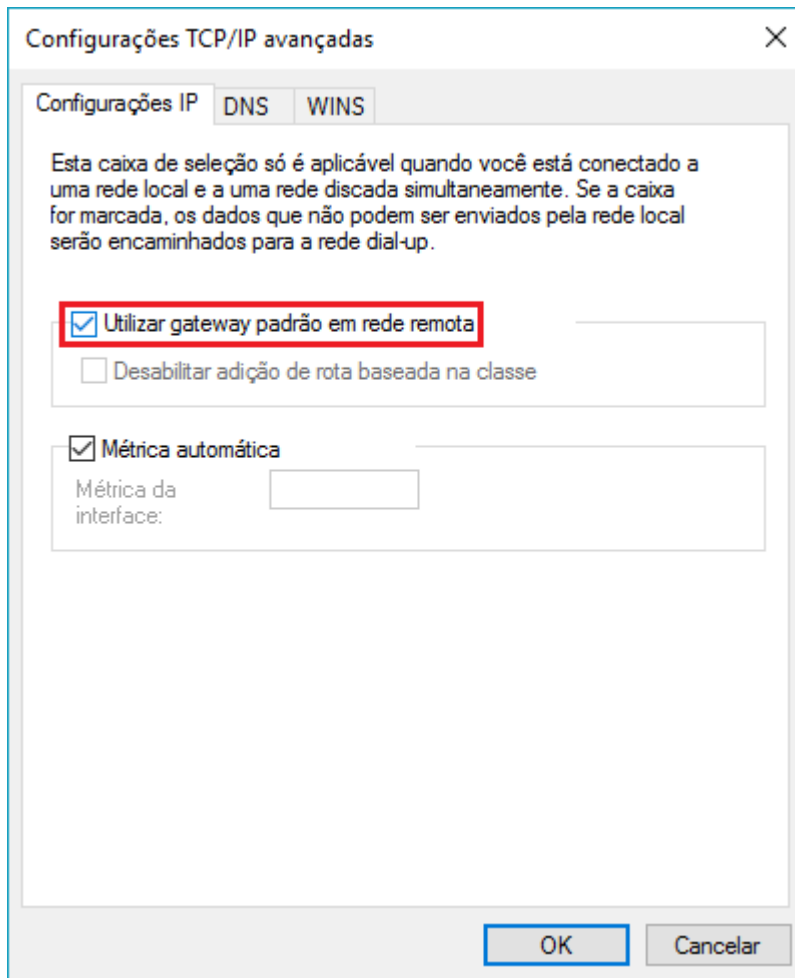 Configurações TCP/IP avançadas
Configurações IP DNS WINS
Esta caixa de seleção só é aplicável quando você está conectado a
uma rede local e a uma rede discada simultaneamente. Se a caixa
for marcada, os dados que não podem ser enviados pela rede local
serão encaminhados para a rede dial-up.
Utilizar gateway padrão em rede remota
Desabilitar adição de rota baseada na classe
Métrica automática
Métrica da
interface:
OK Cancelar